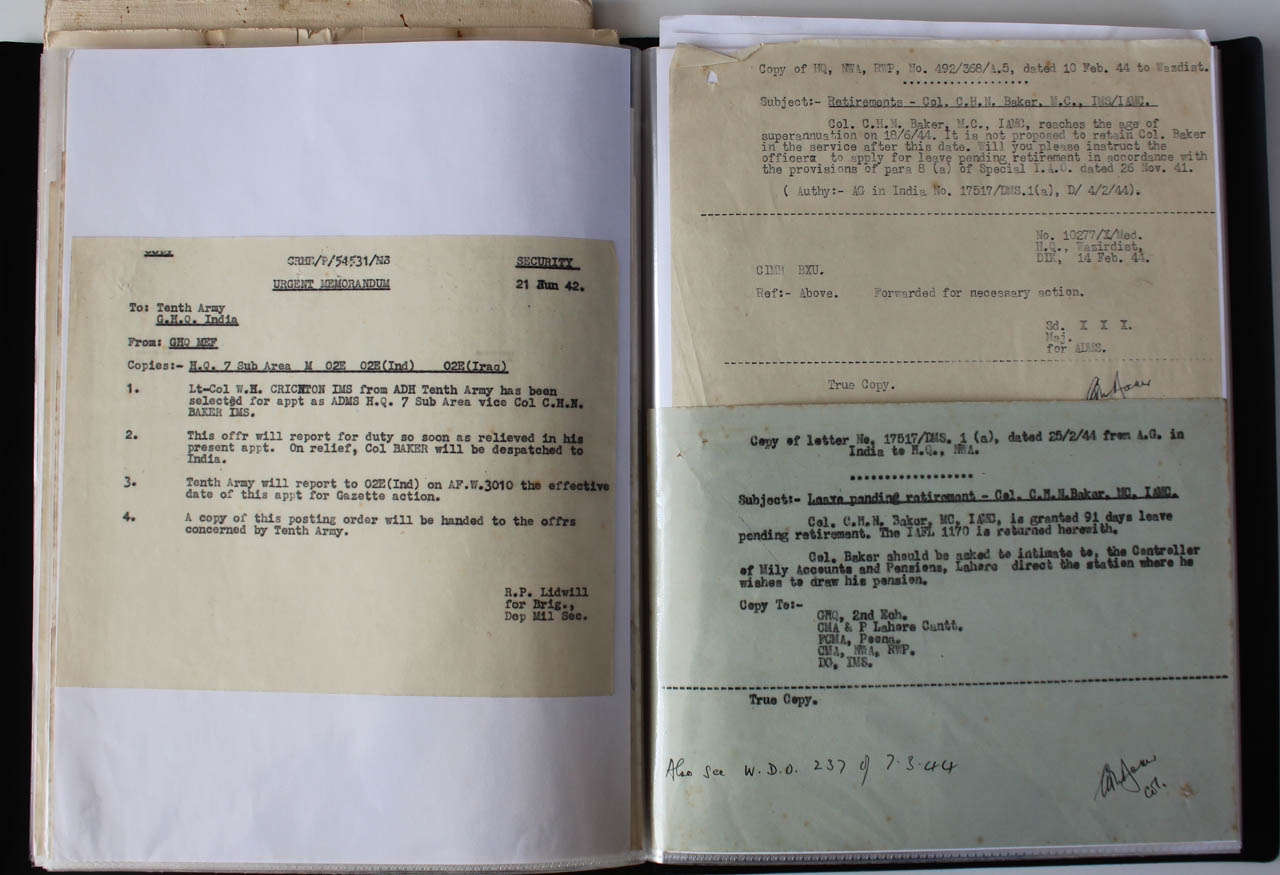 CRME/P/54531/MS
SECURITY
URGENT MEMORANDUM
21 Jun 42.
To: Tenth Army
G.H.Q. India
From: GHQ MEF
Copies:- H.Q. 7 Sub Area M O2E O2E(Ind) O2E(Iraq)
1. Lt-Col W.H. CRICHTON IMS from ADH Tenth Army has been
selected for appt as ADMS H.Q. 7 Sub Area vice Col C.H.N.
BAKER IMS.
2. This offr will report for duty so soon as relieved in his
present appt. On relief, Col BAKER will be despatched to
India.
3. Tenth Army will report to O2E(Ind) on AF.W.3010 the effective
date of this appt for Gazette action.
4. A copy of this posting order will be handed to the offrs
concerned by Tenth Army.
R.P. Lidwill
for Brig.,
Dep Mil Sec.
Copy of HQ, NWA, RWP, No. 492/368/A.5, dated 10 Feb. 44 to Wazdist.
Subject:- Retirements - Col. C.H.N. Baker, M.C., IMS/IAMC.
Col. C.H.N. Baker, M.C., IAMC, reaches the age of
superannuation on 18/6/44. It is not proposed to retain Col. Baker
in the service after this date. Will you please instruct the
officer to apply for leave pending retirement in accordance with
the provisions of para 8 (a) of Special I.A.O. dated 26 Nov. 41.
( Authy:- AG in India No. 17517/DMS.1(a), D/ 4/2/44).
No. 10277/X/Med.
H.Q., Wazirdist,
DIK, 14 Feb. 44.
CIMH BXU.
Ref:- Above. Forwarded for necessary action.
Sd. X X X.
Maj.
for ADMS.
True Copy.
Copy of letter No. 17517/DMS. 1 (a), dated 25/2/44 from A.G. in
India to H.Q., NWA.
Subject:- Leave pending retirement - Col. C.H.N.Baker, MC, IAMC.
Col. C.H.N. Baker, MC, IAMC, is granted 91 days leave
pending retirement. The IAFL 1170 is returned herewith.
Col. Baker should be asked to intimate to, the Controller
of Mily Accounts and Pensions, Lahore direct the station where he
wishes to draw his pension.
Copy To:-
GHQ, 2nd Ech.
CMA & P Lahore Cantt.
FCMA, Poona.
CMA, NWA, RWP.
DO, IMS.
True Copy.
Also see W.D.O. 237 of 7.3.44
Col.